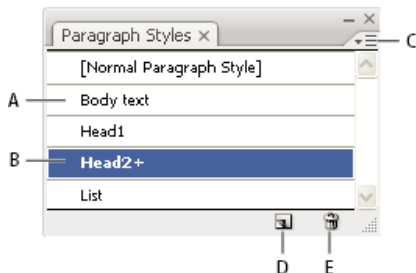 Paragraph Styles ×
C
[Normal Paragraph Style]
A Body text
Head1
B Head2+
List
D E